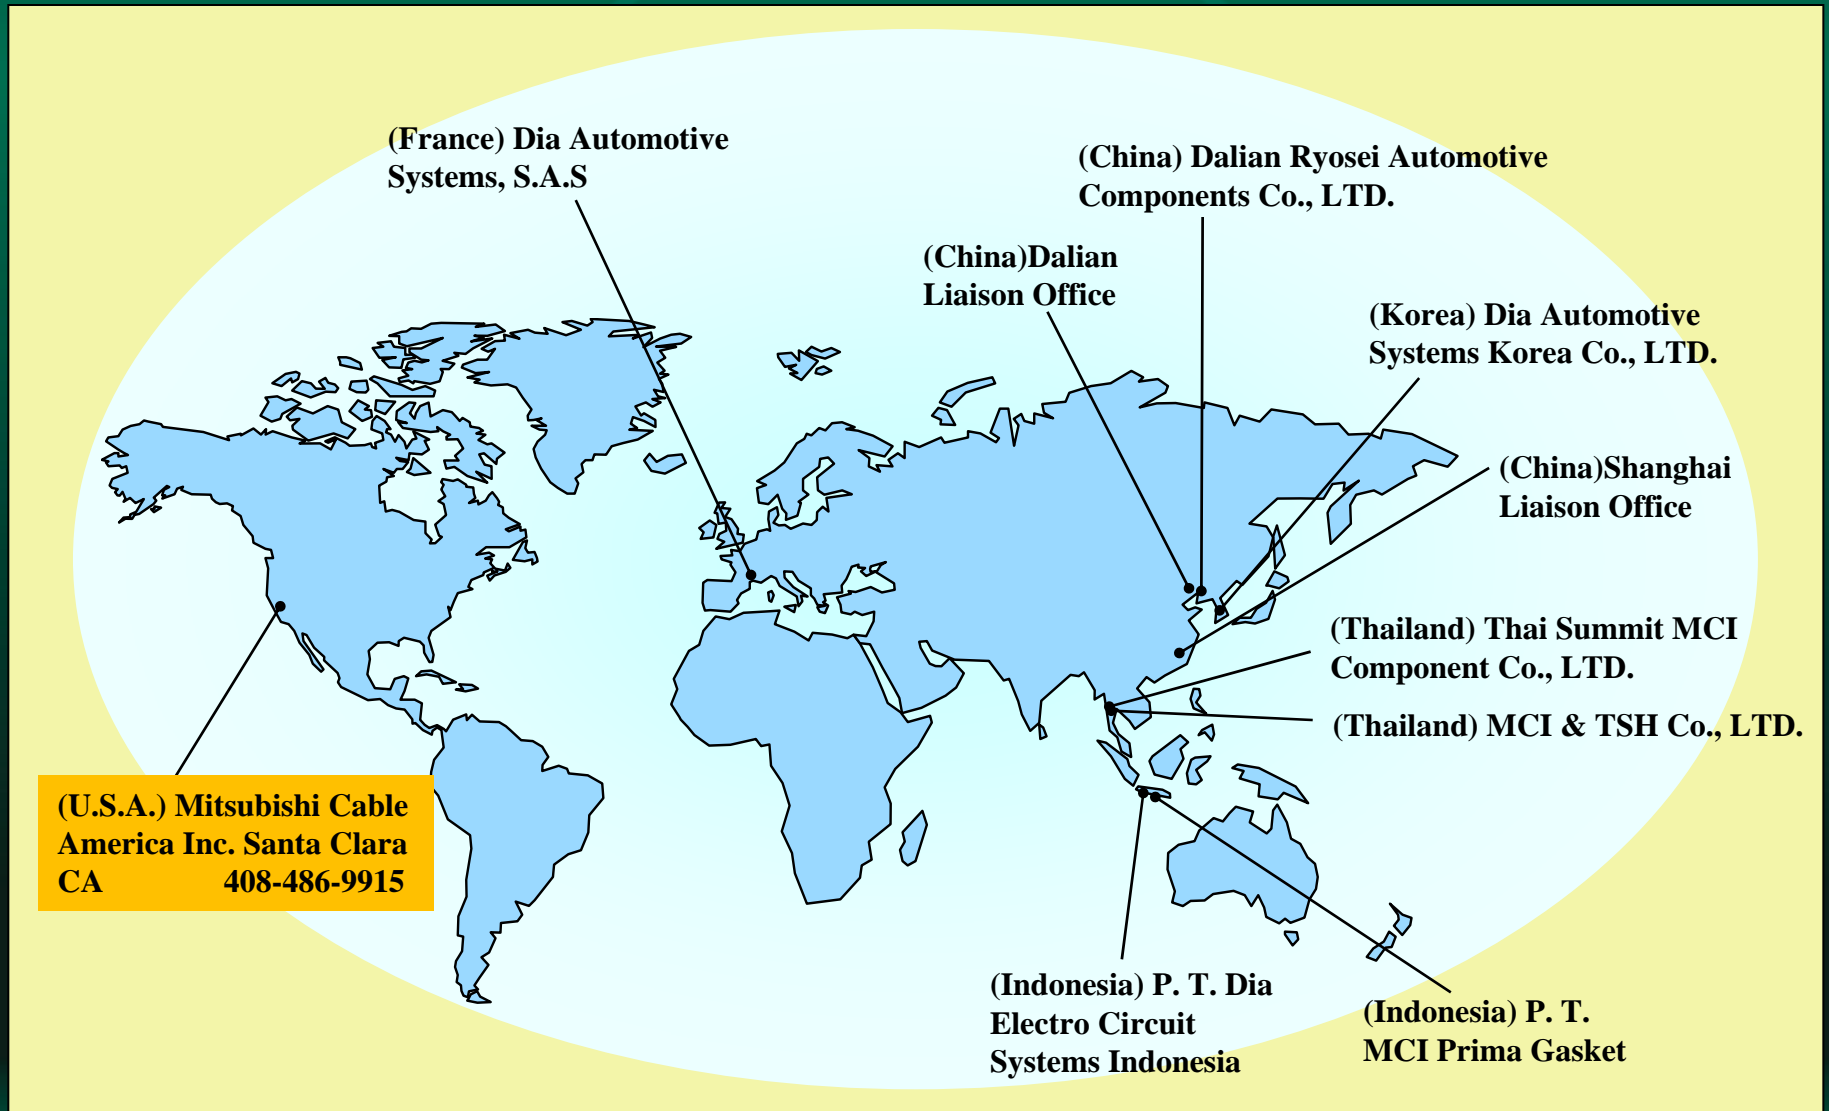 (France) Dia Automotive
Systems, S.A.S
(China) Dalian Ryosei Automotive
Components Co., LTD.
(China)Dalian
Liaison Office
(Korea) Dia Automotive
Systems Korea Co., LTD.
(China)Shanghai
Liaison Office
(Thailand) Thai Summit MCI
Component Co., LTD.
(Thailand) MCI & TSH Co., LTD.
(U.S.A.) Mitsubishi Cable
America Inc. Santa Clara
CA 408-486-9915
(Indonesia) P. T. Dia
Electro Circuit
Systems Indonesia
(Indonesia) P. T.
MCI Prima Gasket